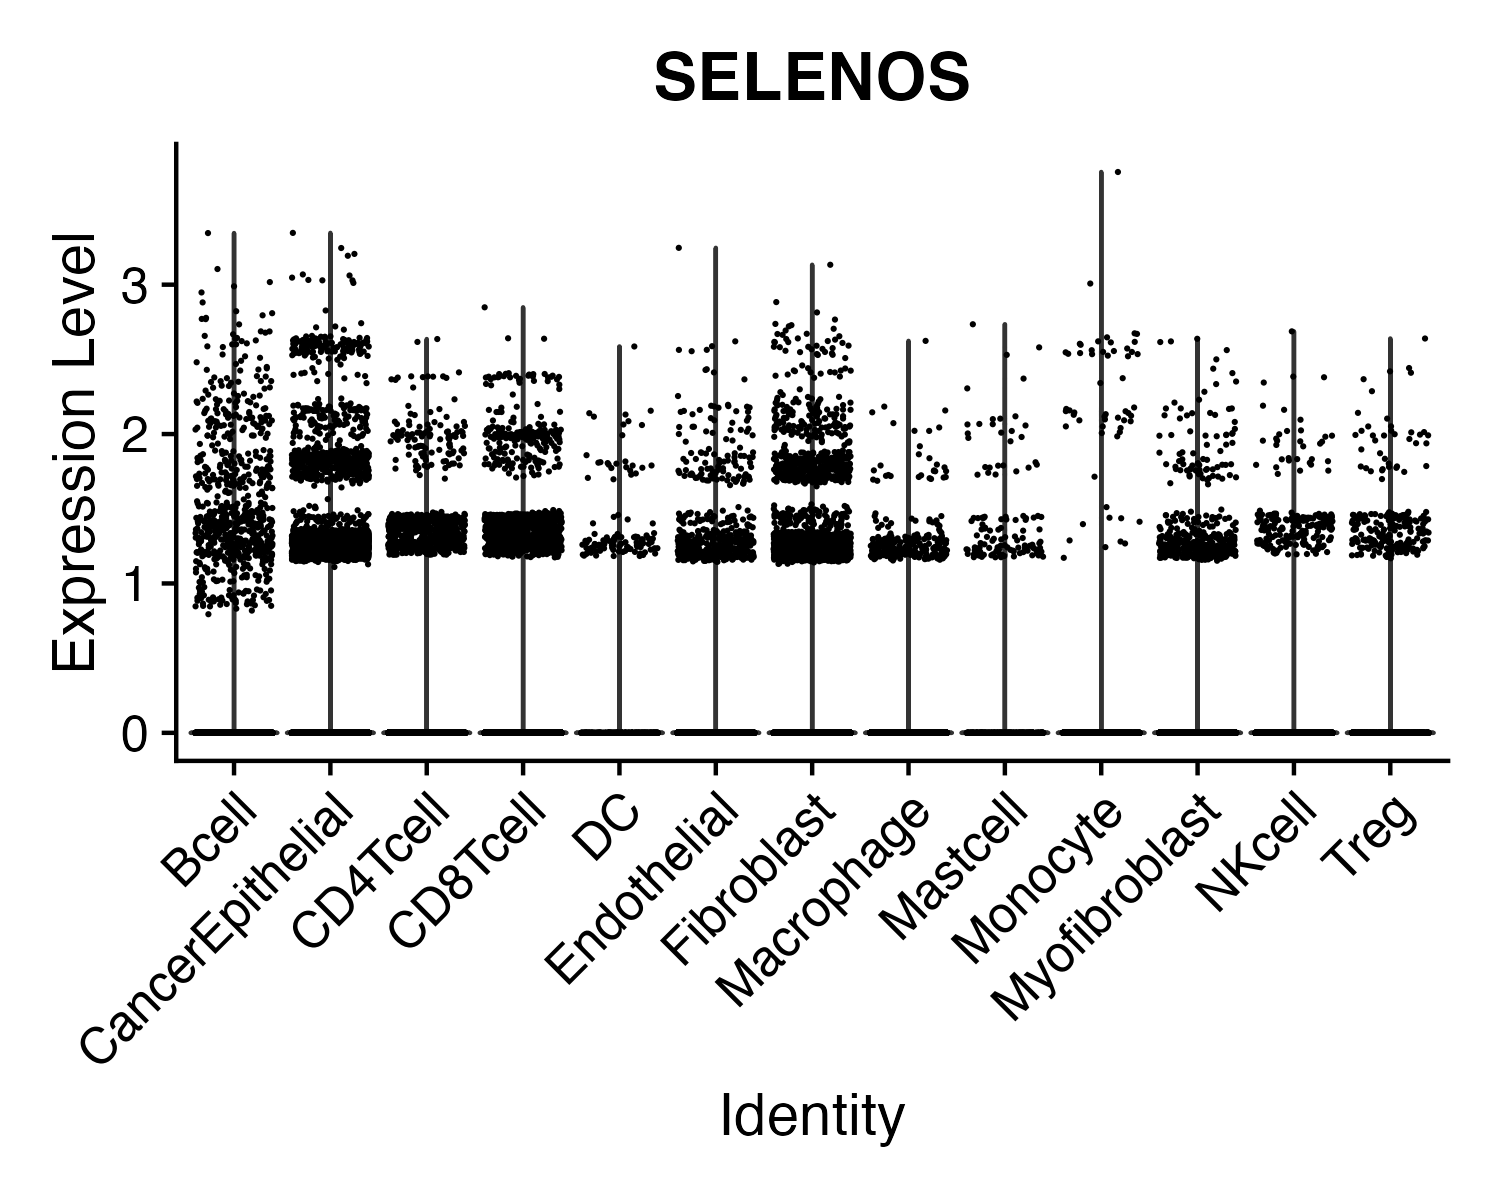 SELENOS
Expression Level
3
2
1
0
Bcell
CancerEpithelial
CD4Tcell
CD8Tcell
DC
Endothelial
Fibroblast
Macrophage
Mastcell
Monocyte
Myofibroblast
NKcell
Treg
Identity